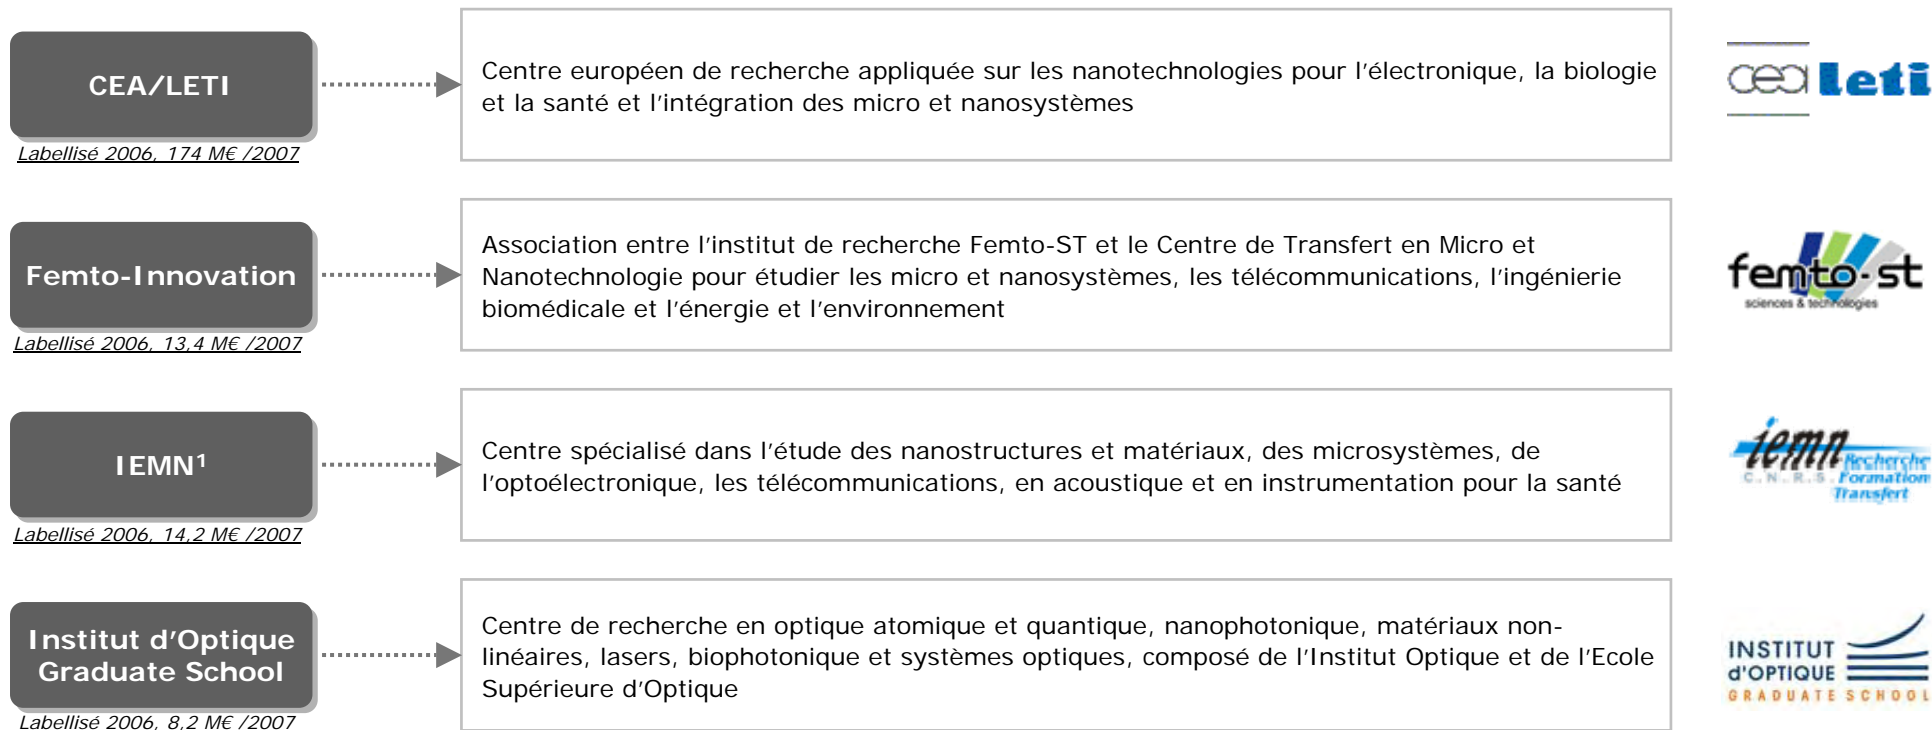 CEA/LETI
Labellisé 2006, 174 M€ /2007
Centre européen de recherche appliquée sur les nanotechnologies pour l’électronique, la biologie
et la santé et l’intégration des micro et nanosystèmes
cea leti
Femto-Innovation
Labellisé 2006, 13,4 M€ /2007
Association entre l’institut de recherche Femto-ST et le Centre de Transfert en Micro et
Nanotechnologie pour étudier les micro et nanosystèmes, les télécommunications, l’ingénierie
biomédicale et l’énergie et l’environnement
femto-st
sciences & technologies
IEMN¹
Labellisé 2006, 14,2 M€ /2007
Centre spécialisé dans l’étude des nanostructures et matériaux, des microsystèmes, de
l’optoélectronique, les télécommunications, en acoustique et en instrumentation pour la santé
iemn
Recherche
C.N.R.S. Formation
Transfert
Institut d’Optique
Graduate School
Labellisé 2006, 8,2 M€ /2007
Centre de recherche en optique atomique et quantique, nanophotonique, matériaux non-
linéaires, lasers, biophotonique et systèmes optiques, composé de l’Institut Optique et de l’Ecole
Supérieure d’Optique
INSTITUT
d'OPTIQUE
GRADUATE SCHOOL